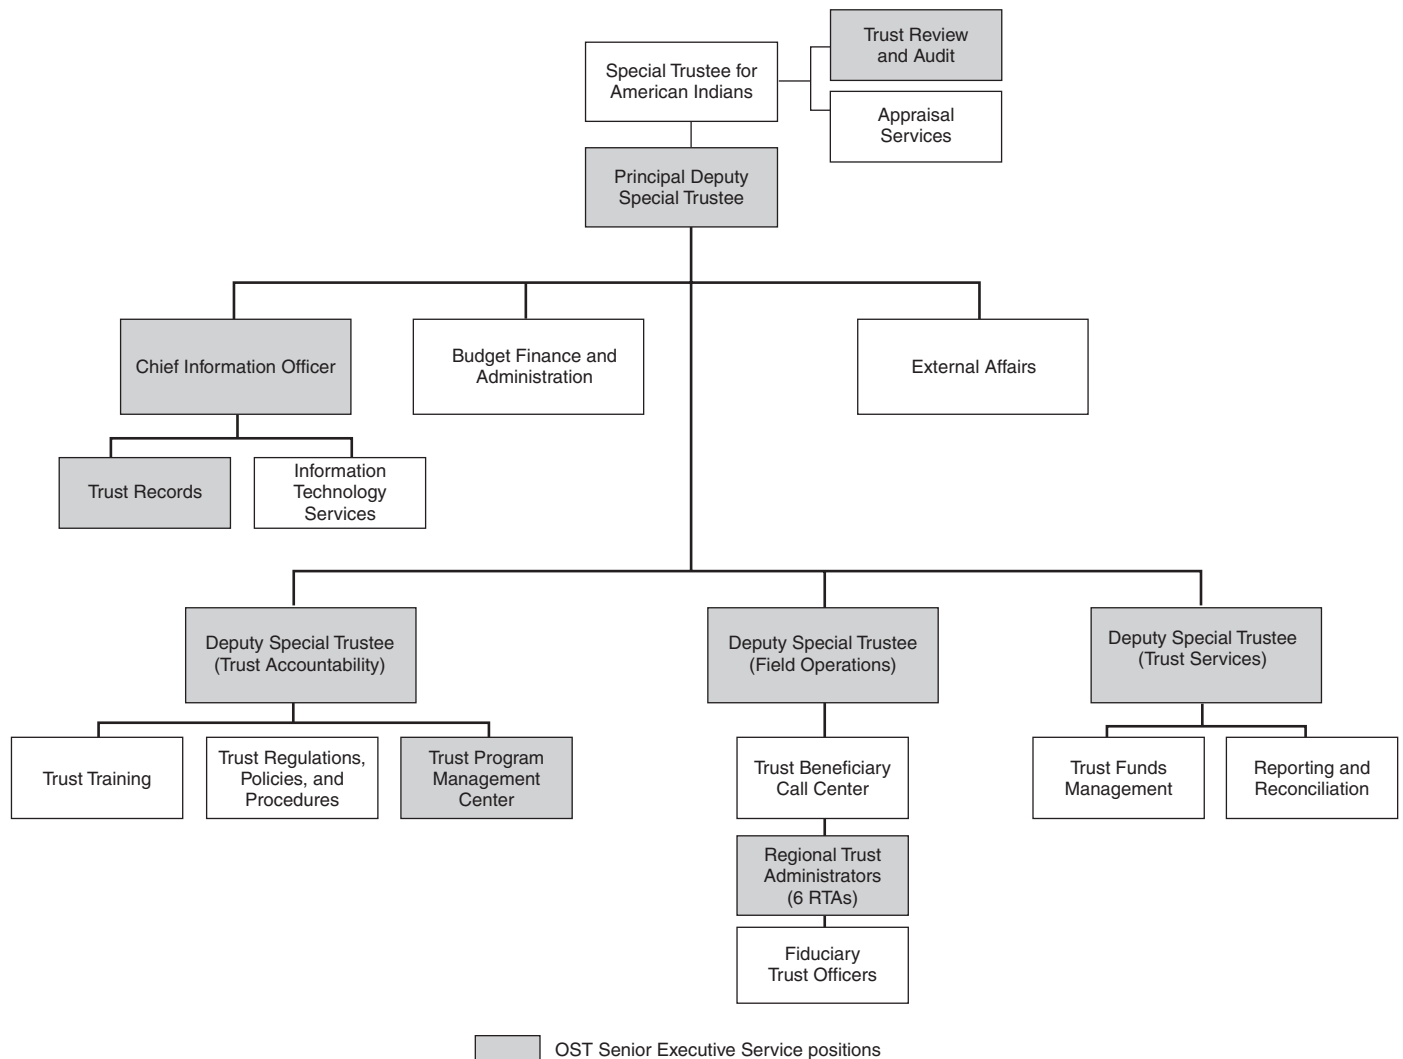 Trust Review
and Audit
Special Trustee for
American Indians
Appraisal
Services
Principal Deputy
Special Trustee
Chief Information Officer
Budget Finance and
Administration
External Affairs
Trust Records
Information
Technology
Services
Deputy Special Trustee
(Trust Accountability)
Deputy Special Trustee
(Field Operations)
Deputy Special Trustee
(Trust Services)
Trust Training
Trust Regulations,
Policies, and
Procedures
Trust Program
Management
Center
Trust Beneficiary
Call Center
Trust Funds
Management
Reporting and
Reconciliation
Regional Trust
Administrators
(6 RTAs)
Fiduciary
Trust Officers
OST Senior Executive Service positions